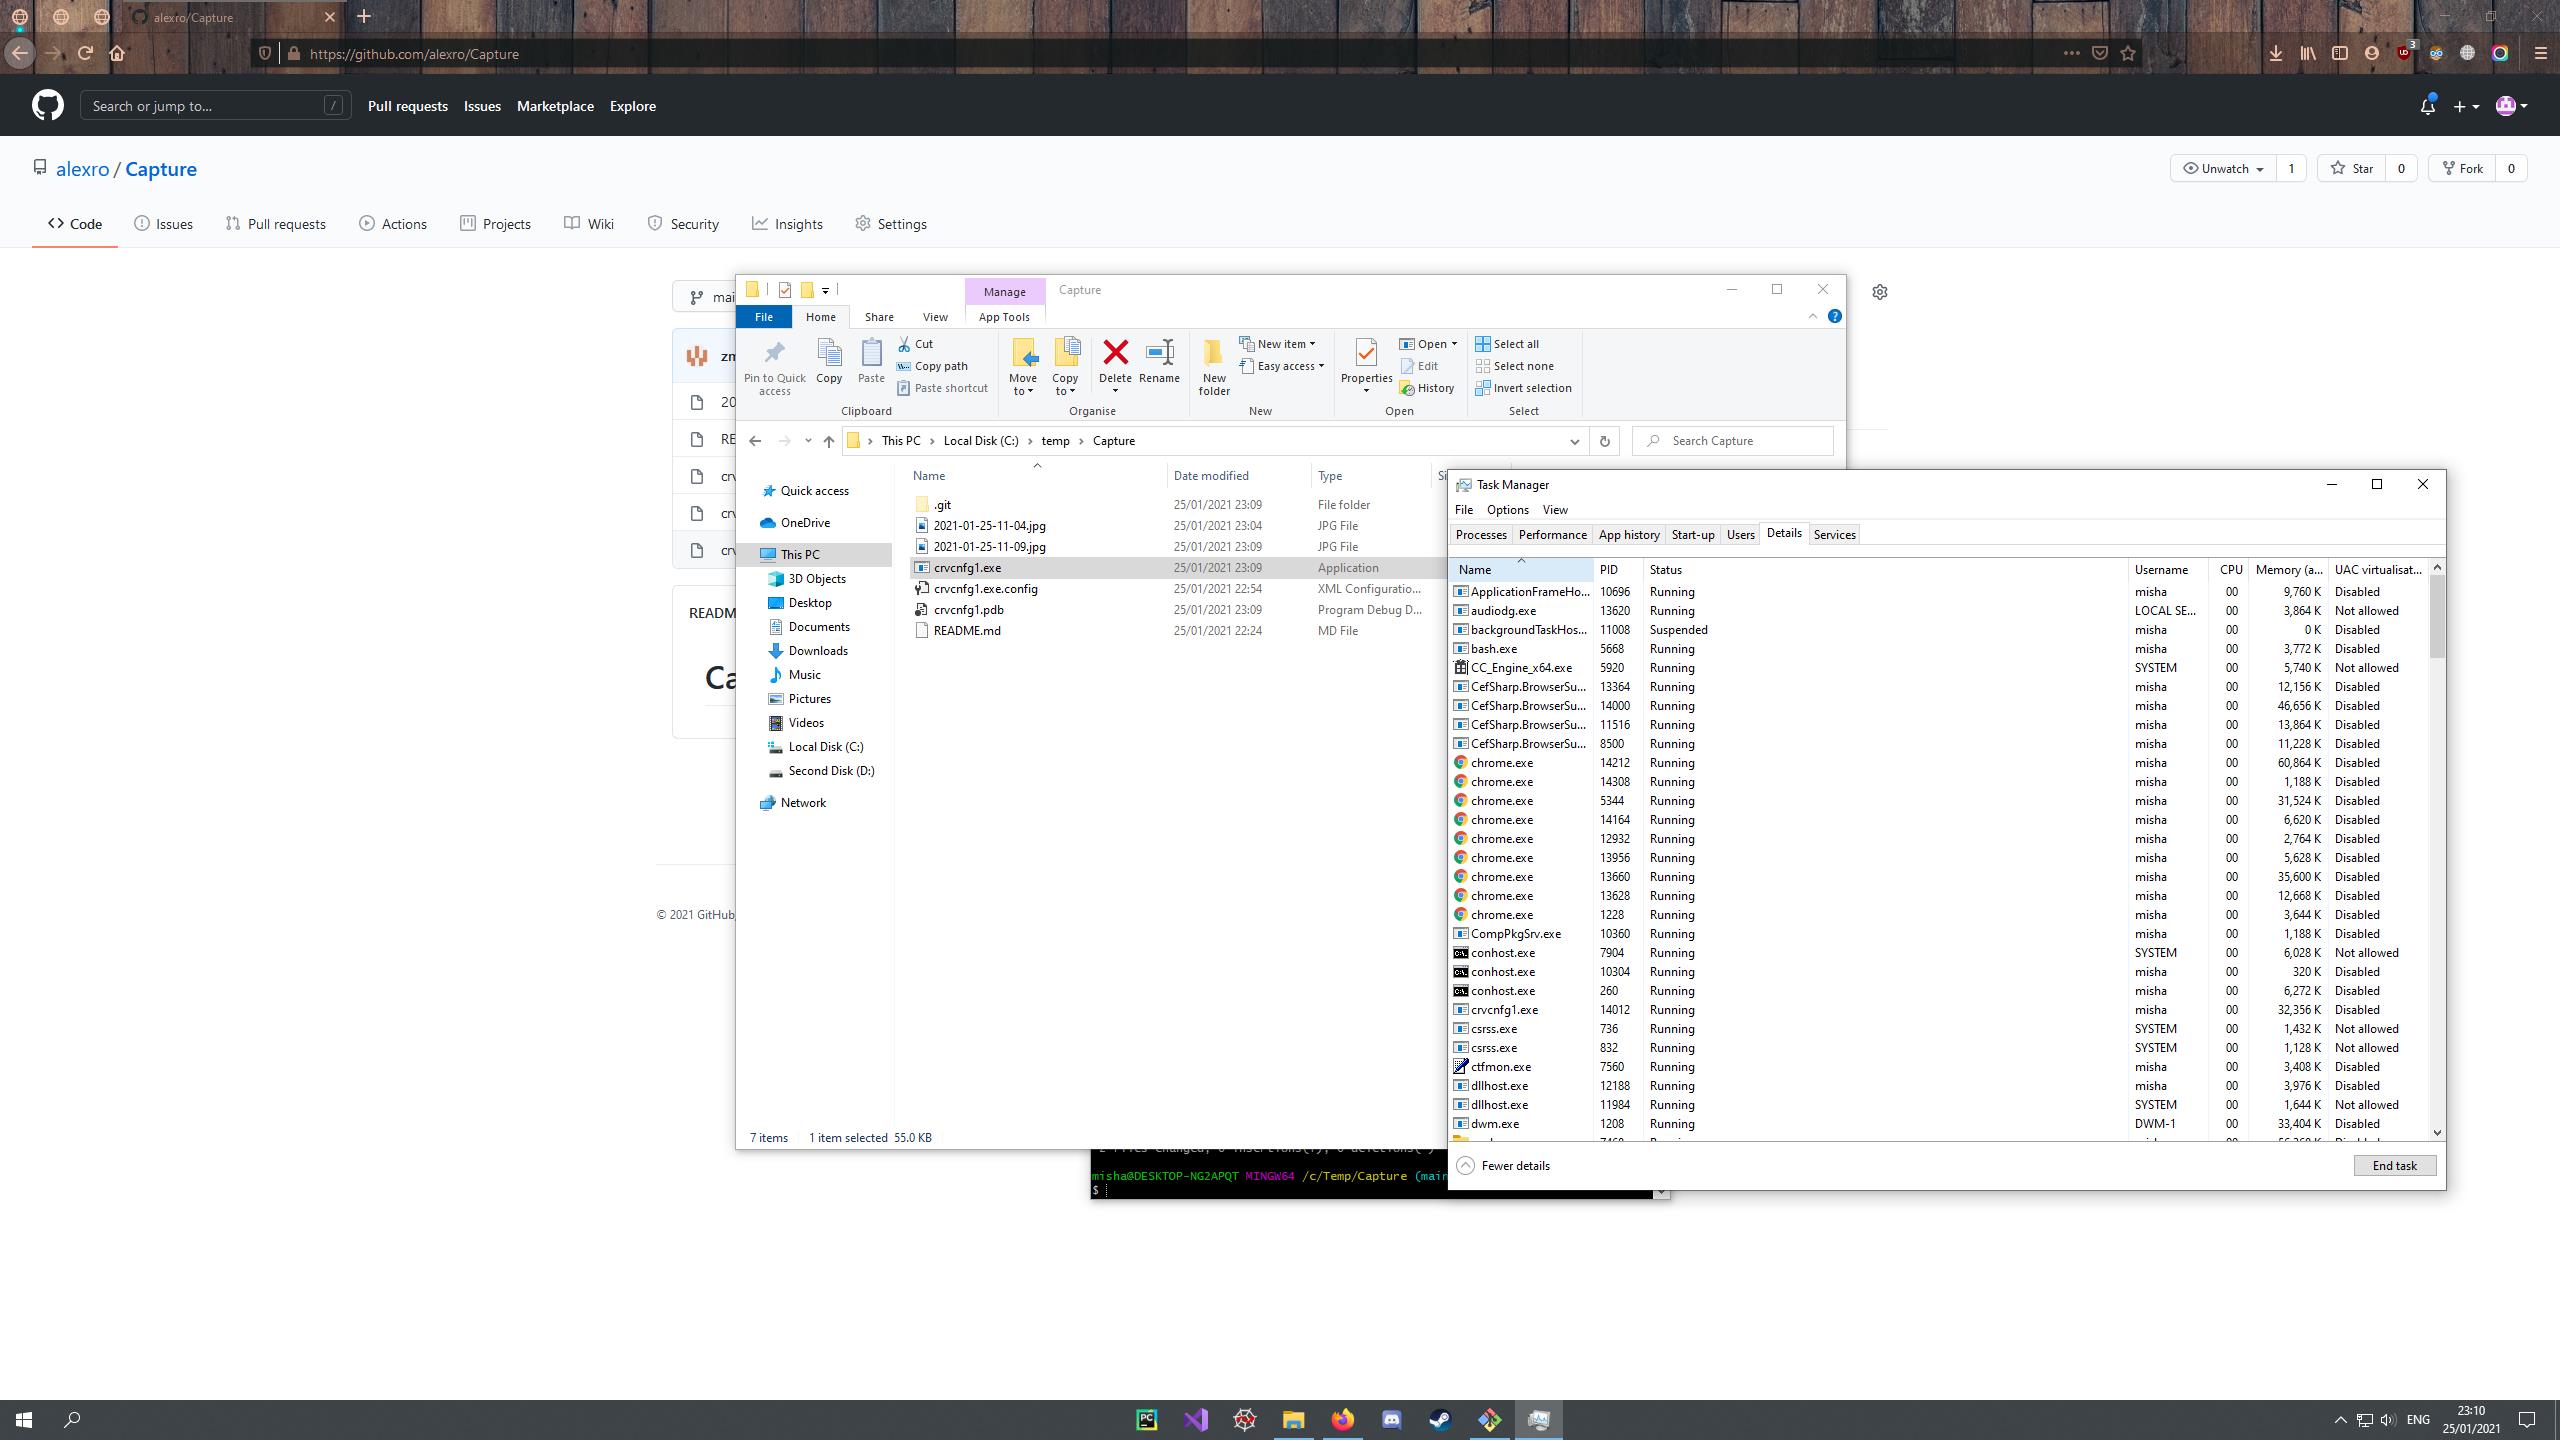 alexro/Capture
https://github.com/alexro/Capture
3
Search or jump to...
/
Pull requests
Issues
Marketplace
Explore
alexro / Capture
Unwatch
1
Star
0
Fork
0
Code
Issues
Pull requests
Actions
Projects
Wiki
Security
Insights
Settings
Manage
Capture
File
Home
Share
View
App Tools
Pin to Quick access
Copy
Paste
Cut
Copy path
Paste shortcut
Clipboard
Move to
Copy to
Delete
Rename
Organise
New folder
New item
Easy access
New
Properties
Open
Edit
History
Open
Select all
Select none
Invert selection
Select
This PC > Local Disk (C:) > temp > Capture
Search Capture
Quick access
OneDrive
This PC
3D Objects
Desktop
Documents
Downloads
Music
Pictures
Videos
Local Disk (C:)
Second Disk (D:)
Network
Name Date modified Type
.git 25/01/2021 23:09 File folder
2021-01-25-11-04.jpg 25/01/2021 23:04 JPG File
2021-01-25-11-09.jpg 25/01/2021 23:09 JPG File
crvcnfg1.exe 25/01/2021 23:09 Application
crvcnfg1.exe.config 25/01/2021 22:54 XML Configuratio...
crvcnfg1.pdb 25/01/2021 23:09 Program Debug D...
README.md 25/01/2021 22:24 MD File
7 items 1 item selected 55.0 KB
README
© 2021 GitHub,
misha@DESKTOP-NG2APQT MINGW64 /c/Temp/Capture (main
$
Task Manager
File Options View
Processes Performance App history Start-up Users Details Services
Name PID Status Username CPU Memory (a... UAC virtualisat...
ApplicationFrameHo... 10696 Running misha 00 9,760 K Disabled
audiodg.exe 13620 Running LOCAL SE... 00 3,864 K Not allowed
backgroundTaskHos... 11008 Suspended misha 00 0 K Disabled
bash.exe 5668 Running misha 00 3,772 K Disabled
CC_Engine_x64.exe 5920 Running SYSTEM 00 5,740 K Not allowed
CefSharp.BrowserSu... 13364 Running misha 00 12,156 K Disabled
CefSharp.BrowserSu... 14000 Running misha 00 46,656 K Disabled
CefSharp.BrowserSu... 11516 Running misha 00 13,864 K Disabled
CefSharp.BrowserSu... 8500 Running misha 00 11,228 K Disabled
chrome.exe 14212 Running misha 00 60,864 K Disabled
chrome.exe 14308 Running misha 00 1,188 K Disabled
chrome.exe 5344 Running misha 00 31,524 K Disabled
chrome.exe 14164 Running misha 00 6,620 K Disabled
chrome.exe 12932 Running misha 00 2,764 K Disabled
chrome.exe 13956 Running misha 00 5,628 K Disabled
chrome.exe 13660 Running misha 00 35,600 K Disabled
chrome.exe 13628 Running misha 00 12,668 K Disabled
chrome.exe 1228 Running misha 00 3,644 K Disabled
CompPkgSrv.exe 10360 Running misha 00 1,188 K Disabled
conhost.exe 7904 Running SYSTEM 00 6,028 K Not allowed
conhost.exe 10304 Running misha 00 320 K Disabled
conhost.exe 260 Running misha 00 6,272 K Disabled
crvcnfg1.exe 14012 Running misha 00 32,356 K Disabled
csrss.exe 736 Running SYSTEM 00 1,432 K Not allowed
csrss.exe 832 Running SYSTEM 00 1,128 K Not allowed
ctfmon.exe 7560 Running misha 00 3,408 K Disabled
dllhost.exe 12188 Running misha 00 3,976 K Disabled
dllhost.exe 11984 Running SYSTEM 00 1,644 K Not allowed
dwm.exe 1208 Running DWM-1 00 33,404 K Disabled
Fewer details
End task
ENG
23:10
25/01/2021